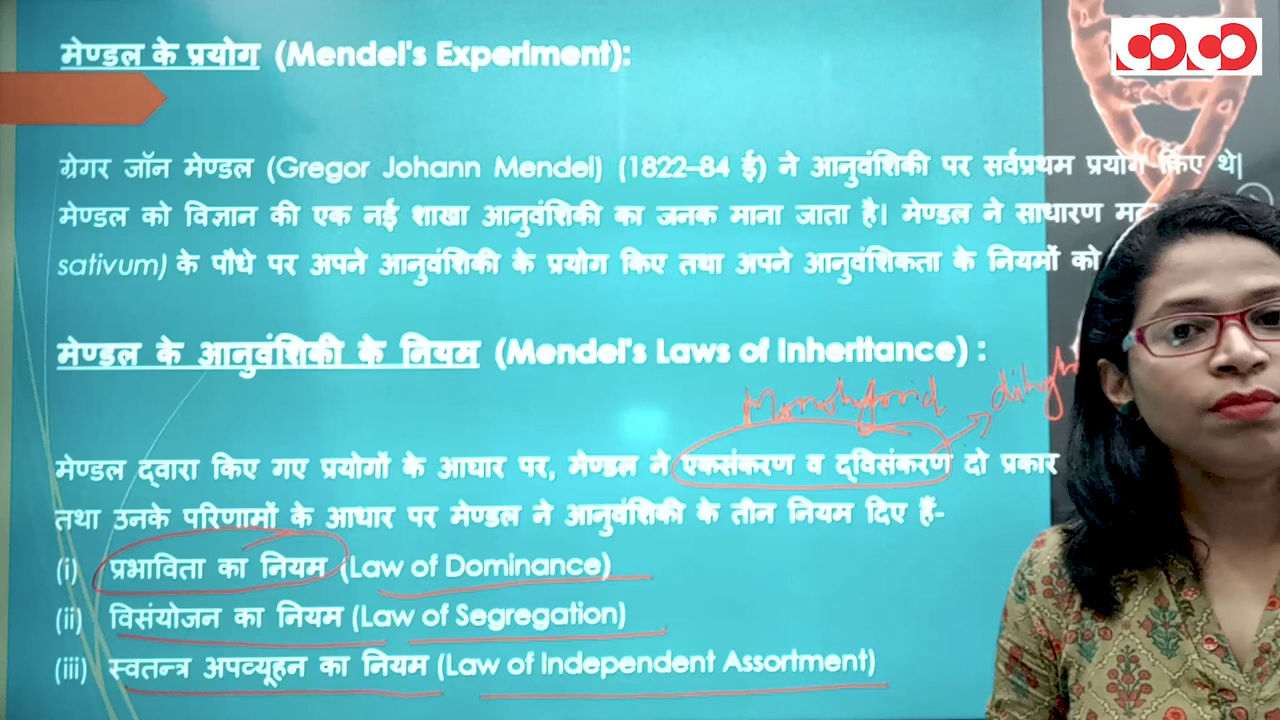 मेण्डल के प्रयोग (Mendel's Experiment):
ग्रेगर जॉन मेण्डल (Gregor Johann Mendel) (1822–84 ई) ने आनुवंशिकी पर सर्वप्रथम प्रयोग किए थे|
मेण्डल को विज्ञान की एक नई शाखा आनुवंशिकी का जनक माना जाता है। मेण्डल ने साधारण
sativum) के पौधे पर अपने आनुवंशिकी के प्रयोग किए तथा अपने आनुवंशिकता के नियमों को
मेण्डल के आनुवंशिकी के नियम (Mendel's Laws of Inheritance) :
Monohybrid
मेण्डल द्वारा किए गए प्रयोगों के आधार पर, मेण्डल ने एकसंकरण व द्विसंकरण दो प्रकार
तथा उनके परिणामों के आधार पर मेण्डल ने आनुवंशिकी के तीन नियम दिए हैं-
(i) प्रभाविता का नियम (Law of Dominance)
(ii) विसंयोजन का नियम (Law of Segregation)
(iii) स्वतन्त्र अपव्यूहन का नियम (Law of Independent Assortment)